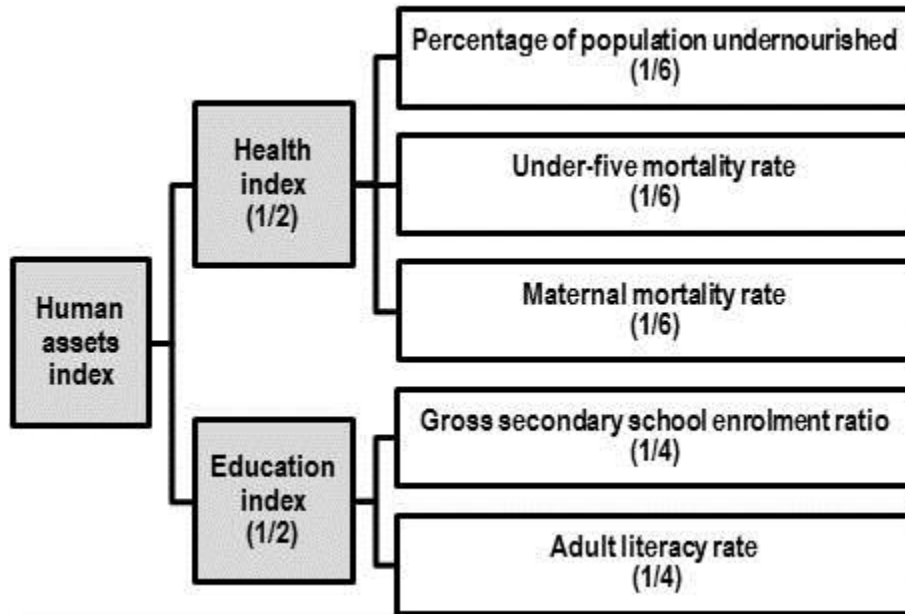 Human
assets
index
Health
index
(1/2)
Percentage of population undernourished
(1/6)
Under-five mortality rate
(1/6)
Maternal mortality rate
(1/6)
Education
index
(1/2)
Gross secondary school enrolment ratio
(1/4)
Adult literacy rate
(1/4)